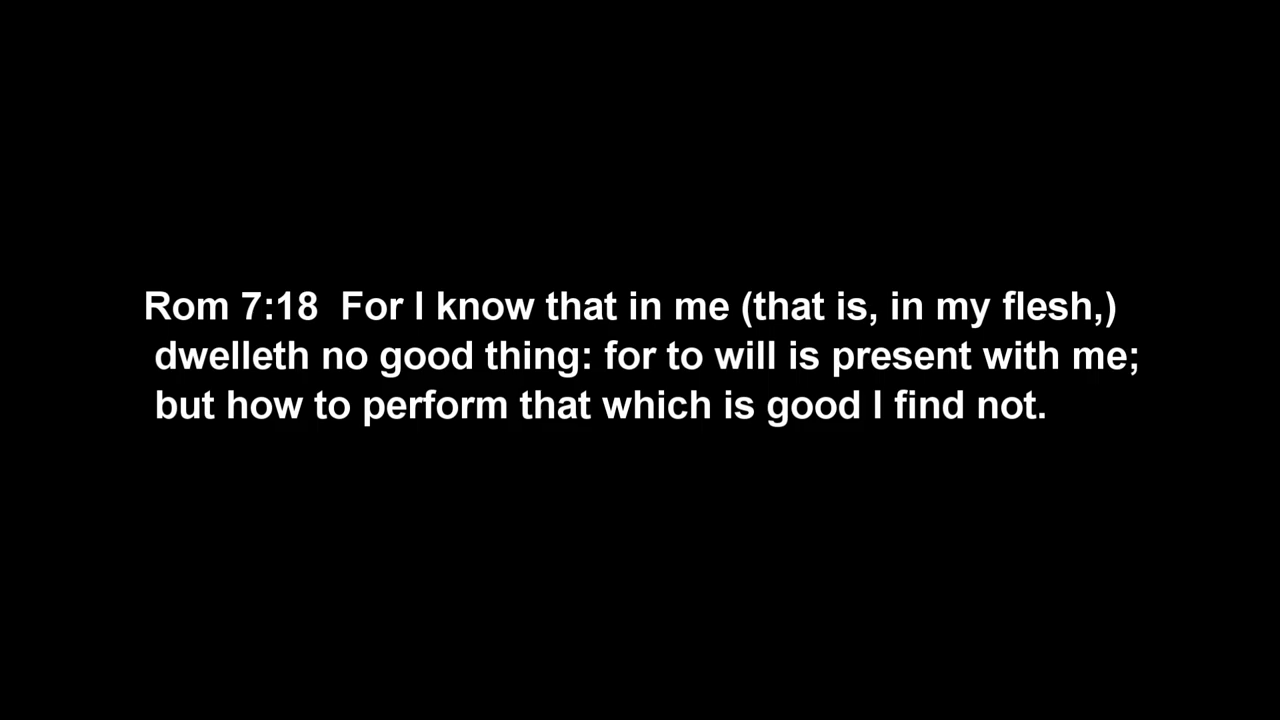 Rom 7:18  For I know that in me (that is, in my flesh,)
dwelleth no good thing: for to will is present with me;
but how to perform that which is good I find not.